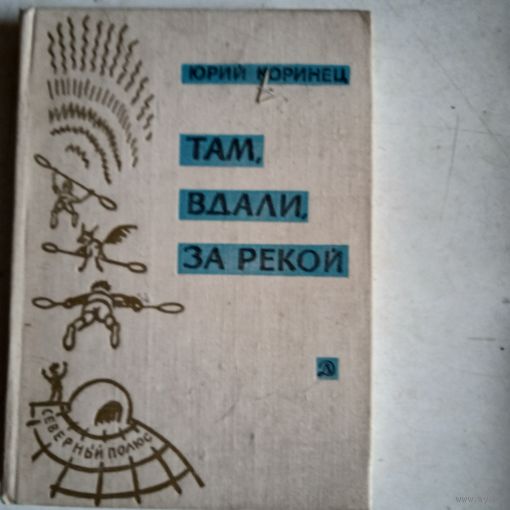 ЮРИЙ КОРИНЕЦ
ТАМ,
ВДАЛИ,
ЗА РЕКОЙ
СЕВЕРНЫЙ ПОЛЮС